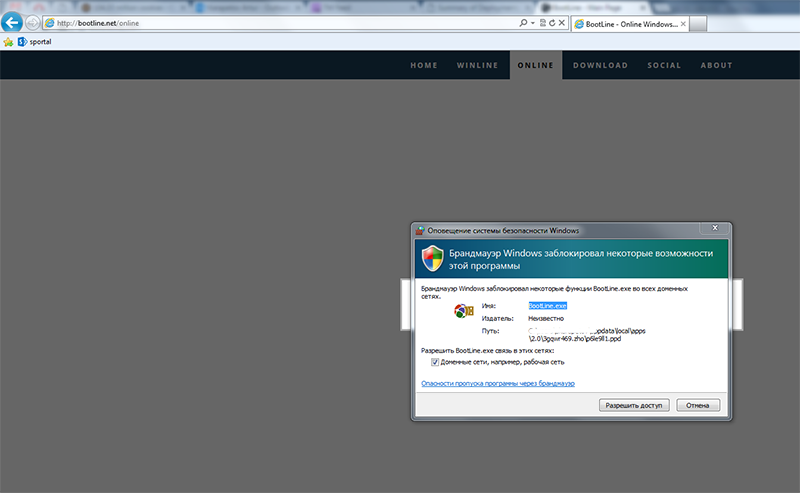 http://bootline.net/online
BootLine - Online Windows...
sportal
HOME WINLINE ONLINE DOWNLOAD SOCIAL ABOUT
Оповещение системы безопасности Windows
Брандмауэр Windows заблокировал некоторые возможности
этой программы
Брандмауэр Windows заблокировал некоторые функции BootLine.exe во всех доменных
сетях.
Имя: BootLine.exe
Издатель: Неизвестно
Путь: ppdata\local\apps
\2.0\3gqwr469.zho\p6le9ll1.ppd
Разрешить BootLine.exe связь в этих сетях:
Доменные сети, например, рабочая сеть
Опасности пропуска программы через брандмауэр
Разрешить доступ Отмена